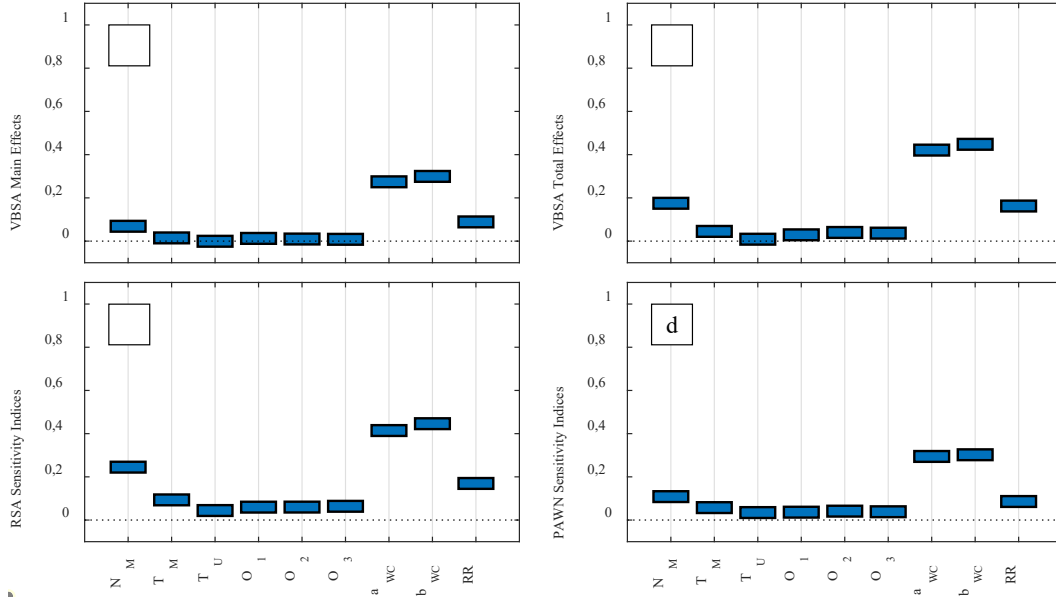 1
0,8
0,6
0,4
0,2
0
VBSA Main Effects
1
0,8
0,6
0,4
0,2
0
VBSA Total Effects
1
0,8
0,6
0,4
0,2
0
RSA Sensitivity Indices
N M
T M
T U
O 1
O 2
O 3
a WC
b WC
RR
d
1
0,8
0,6
0,4
0,2
0
PAWN Sensitivity Indices
N M
T M
T U
O 1
O 2
O 3
a WC
b WC
RR